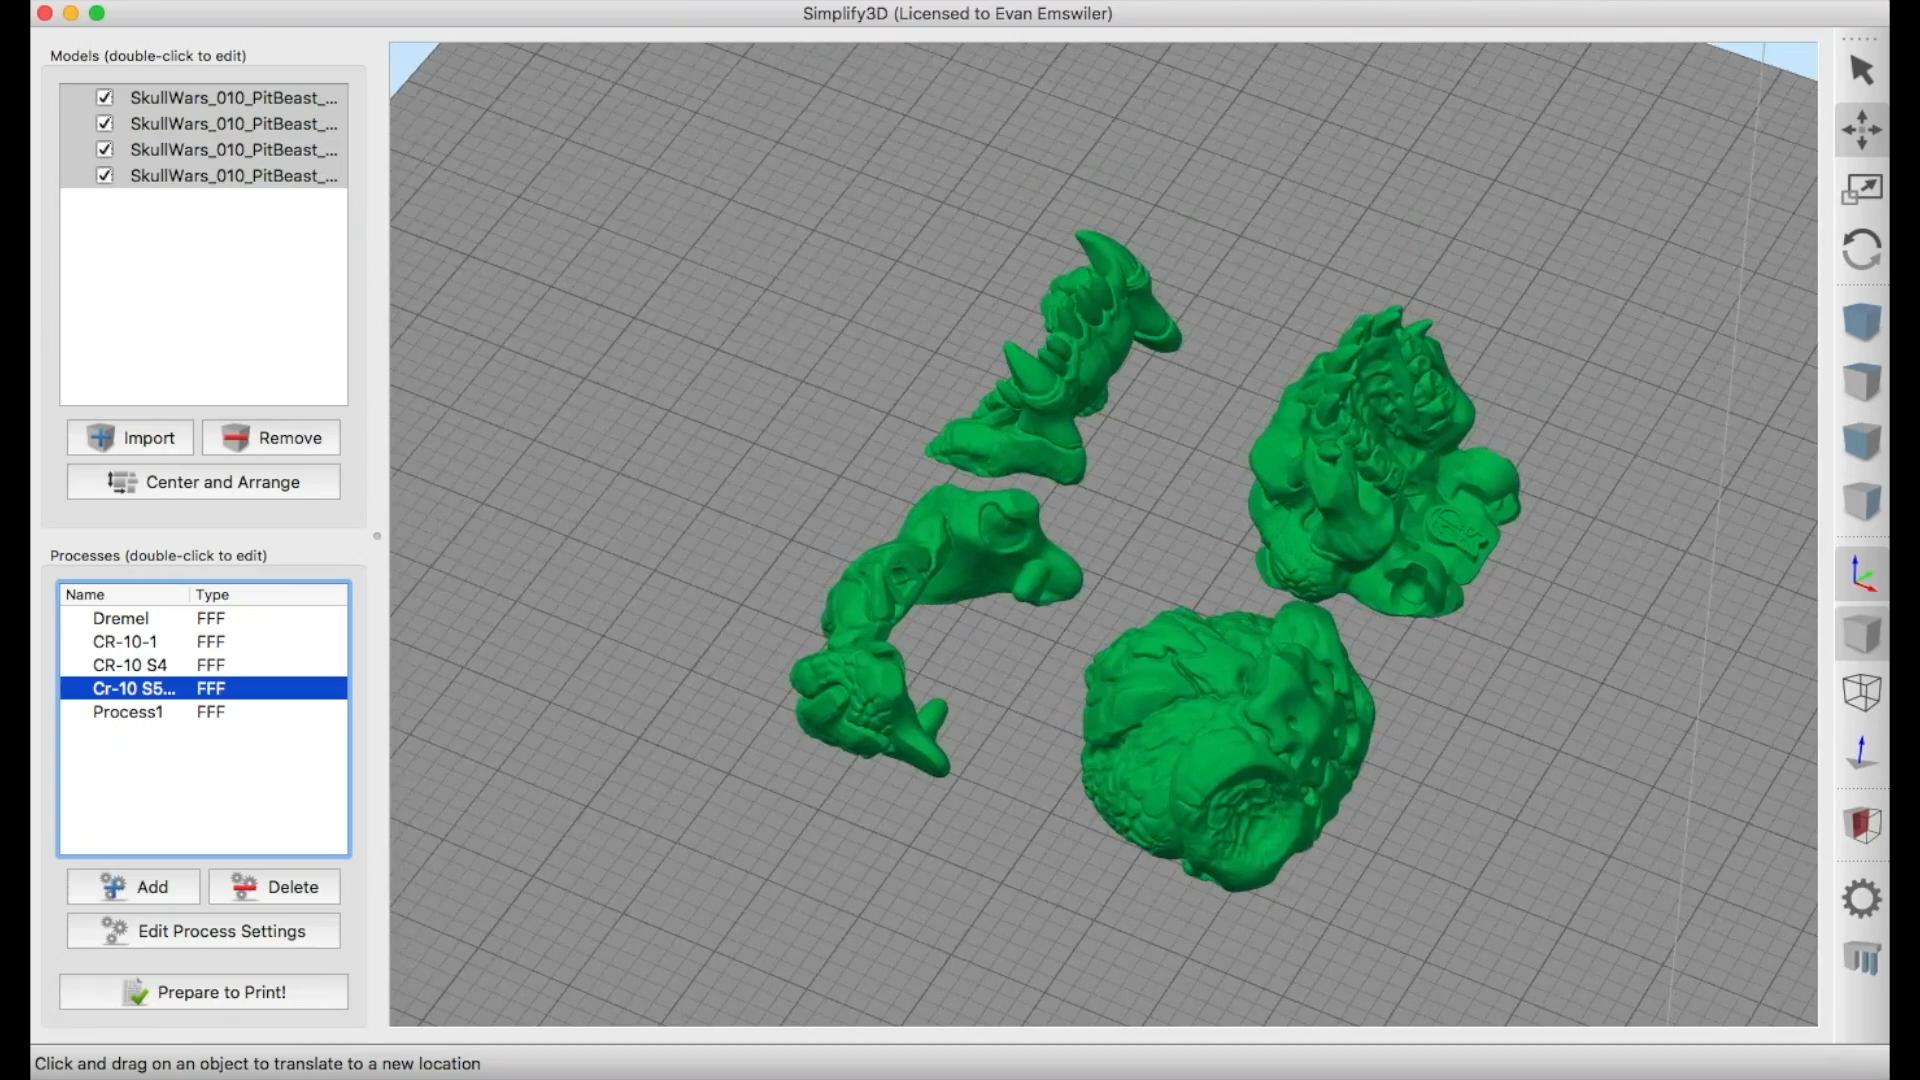 Simplify3D (Licensed to Evan Emswiler)
Models (double-click to edit)
SkullWars_010_PitBeast_...
SkullWars_010_PitBeast_...
SkullWars_010_PitBeast_...
SkullWars_010_PitBeast_...
Import Remove
Center and Arrange
Processes (double-click to edit)
Name Type
Dremel FFF
CR-10-1 FFF
CR-10 S4 FFF
Cr-10 S5... FFF
Process1 FFF
Add Delete
Edit Process Settings
Prepare to Print!
Click and drag on an object to translate to a new location